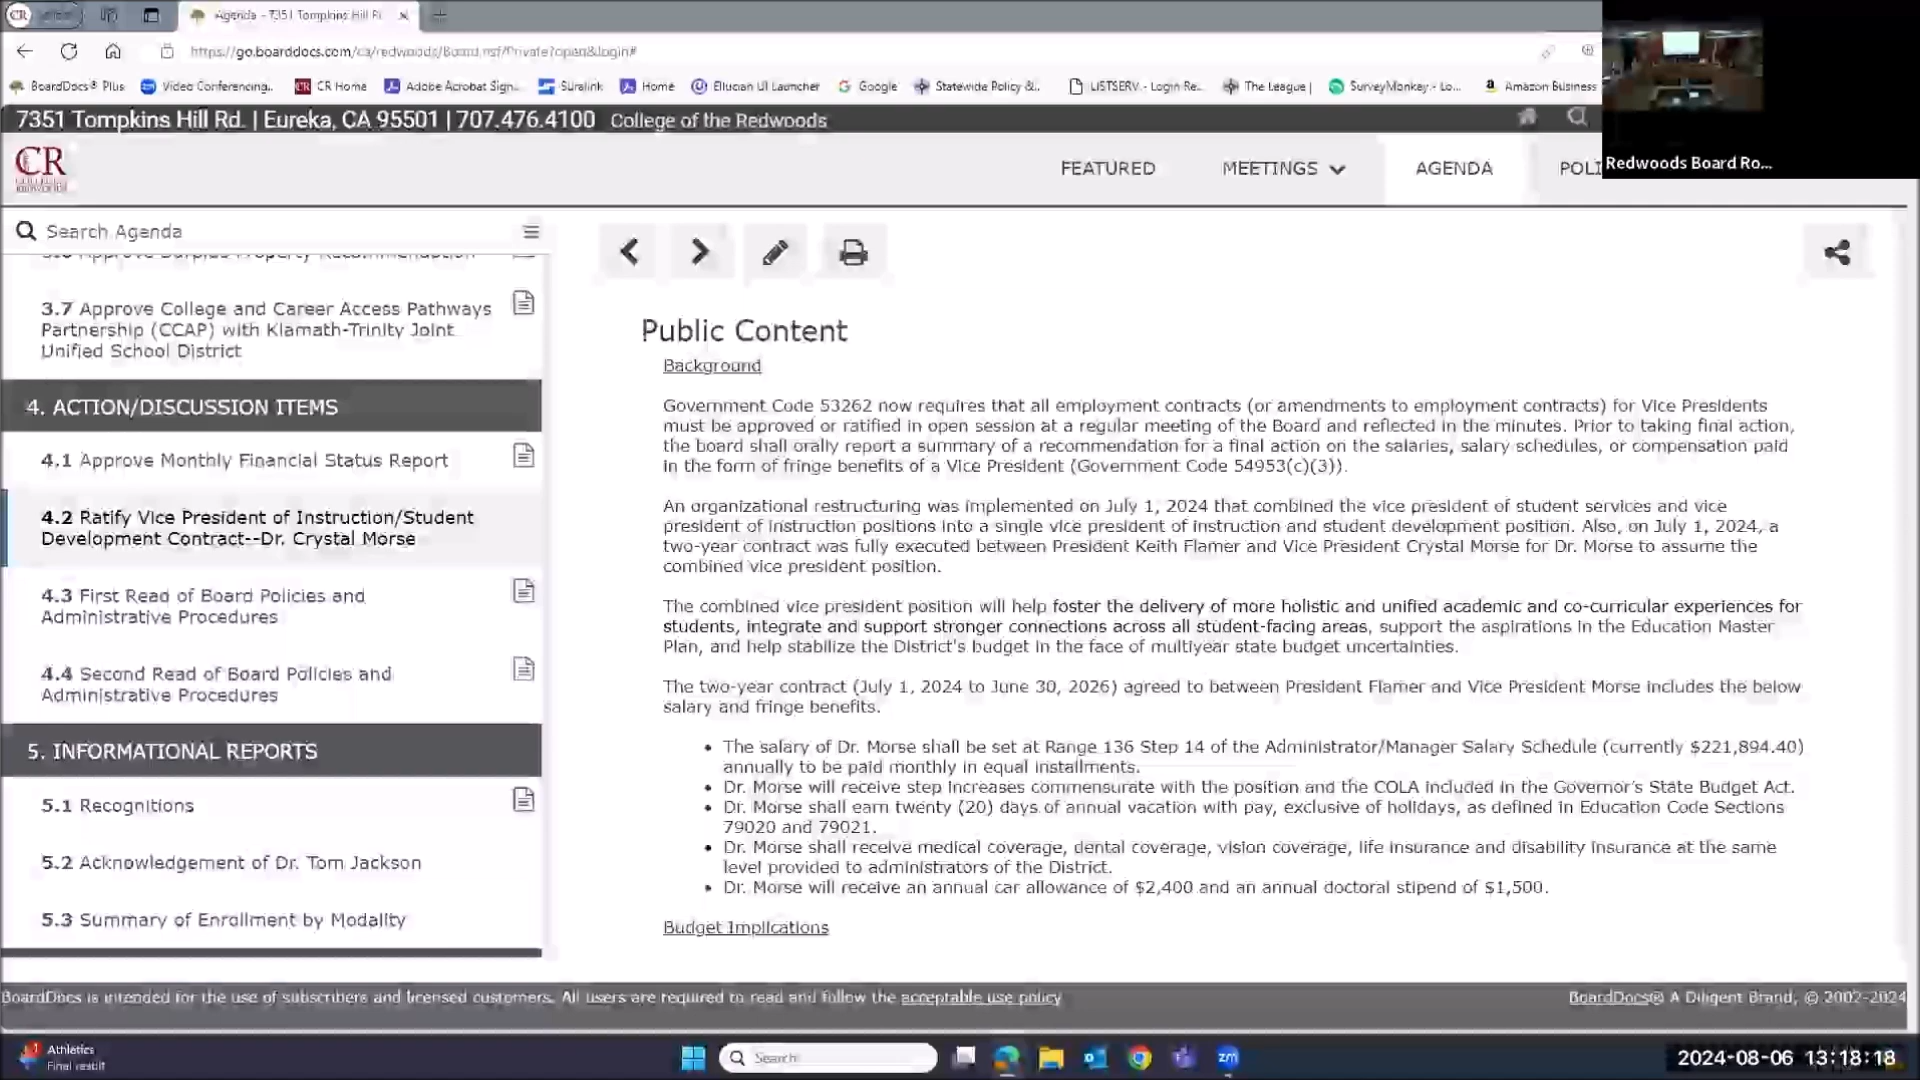 Agenda - 7351 Tompkins Hill R
https://go.boarddocs.com/ca/redwoods/Board.nsf/Private?open&login#
BoardDocs® Plus Video Conferencing.. CR Home Adobe Acrobat Sign.. Suralink Home Ellucian UI Launcher Google Statewide Policy &.. LISTSERV - Login Re... The League | SurveyMonkey - Lo... Amazon Business
7351 Tompkins Hill Rd. | Eureka, CA 95501 | 707.476.4100 College of the Redwoods
Redwoods Board Ro...
CR
FEATURED MEETINGS AGENDA POLI
Search Agenda
Approve Surplus Property Recommendation
3.7 Approve College and Career Access Pathways
Partnership (CCAP) with Klamath-Trinity Joint
Unified School District
4. ACTION/DISCUSSION ITEMS
4.1 Approve Monthly Financial Status Report
4.2 Ratify Vice President of Instruction/Student
Development Contract--Dr. Crystal Morse
4.3 First Read of Board Policies and
Administrative Procedures
4.4 Second Read of Board Policies and
Administrative Procedures
5. INFORMATIONAL REPORTS
5.1 Recognitions
5.2 Acknowledgement of Dr. Tom Jackson
5.3 Summary of Enrollment by Modality
Public Content
Background
Government Code 53262 now requires that all employment contracts (or amendments to employment contracts) for Vice Presidents
must be approved or ratified in open session at a regular meeting of the Board and reflected in the minutes. Prior to taking final action,
the board shall orally report a summary of a recommendation for a final action on the salaries, salary schedules, or compensation paid
in the form of fringe benefits of a Vice President (Government Code 54953(c)(3)).
An organizational restructuring was implemented on July 1, 2024 that combined the vice president of student services and vice
president of instruction positions into a single vice president of instruction and student development position. Also, on July 1, 2024, a
two-year contract was fully executed between President Keith Flamer and Vice President Crystal Morse for Dr. Morse to assume the
combined vice president position.
The combined vice president position will help foster the delivery of more holistic and unified academic and co-curricular experiences for
students, integrate and support stronger connections across all student-facing areas, support the aspirations in the Education Master
Plan, and help stabilize the District's budget in the face of multiyear state budget uncertainties.
The two-year contract (July 1, 2024 to June 30, 2026) agreed to between President Flamer and Vice President Morse includes the below
salary and fringe benefits.
• The salary of Dr. Morse shall be set at Range 136 Step 14 of the Administrator/Manager Salary Schedule (currently $221,894.40)
annually to be paid monthly in equal installments.
• Dr. Morse will receive step increases commensurate with the position and the COLA included in the Governor's State Budget Act.
• Dr. Morse shall earn twenty (20) days of annual vacation with pay, exclusive of holidays, as defined in Education Code Sections
79020 and 79021.
• Dr. Morse shall receive medical coverage, dental coverage, vision coverage, life insurance and disability insurance at the same
level provided to administrators of the District.
• Dr. Morse will receive an annual car allowance of $2,400 and an annual doctoral stipend of $1,500.
Budget Implications
BoardDocs is intended for the use of subscribers and licensed customers. All users are required to read and follow the acceptable use policy
BoardDocs® A Diligent Brand, © 2002-2024
Athletics
Final result
Search
2024-08-06 13:18:18